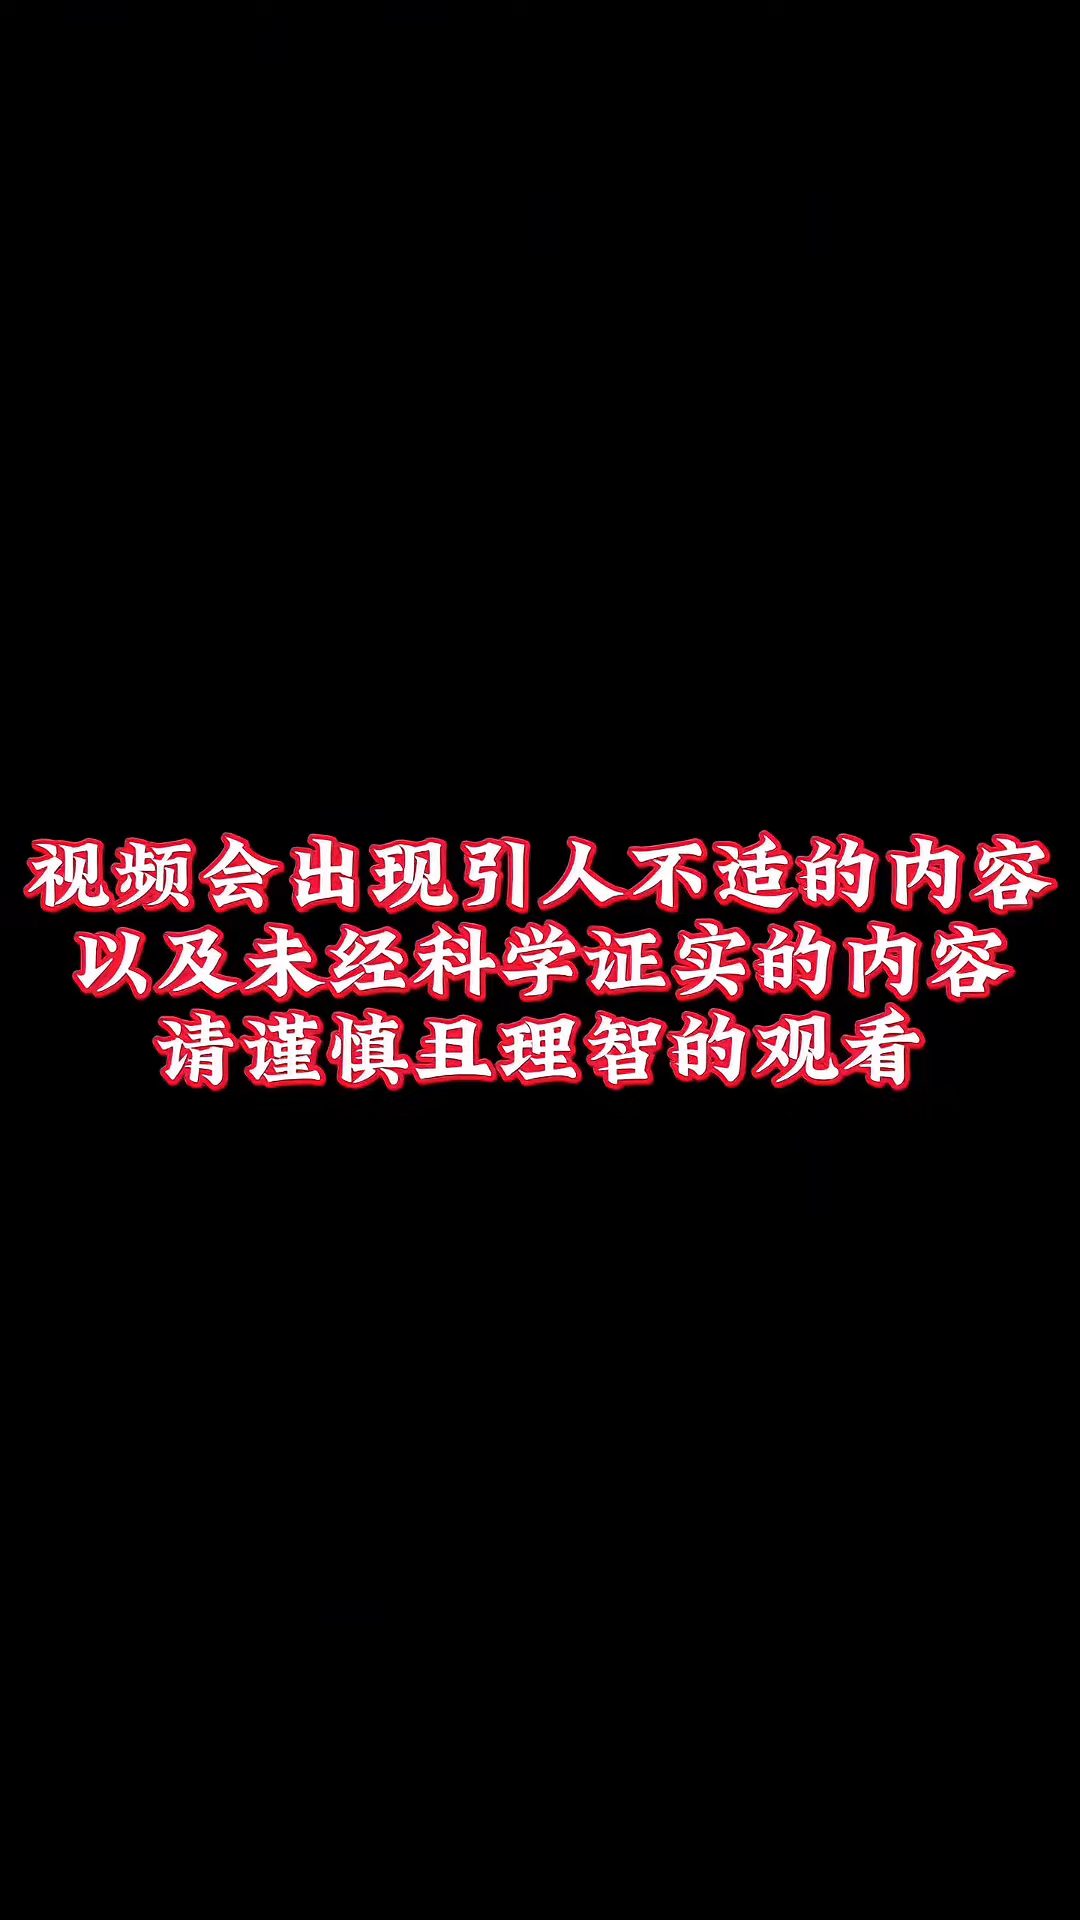 视频会出现引人不适的内容
以及未经科学证实的内容
请谨慎且理智的观看